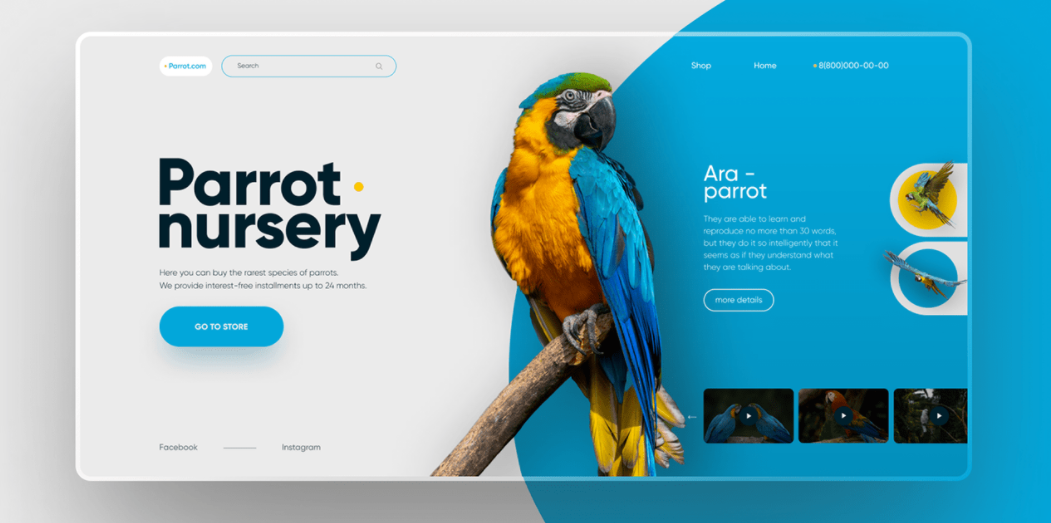 Parrot.com
Search
Shop
Home
8(800)000-00-00
Parrot
nursery
Here you can buy the rarest species of parrots.
We provide interest-free installments up to 24 months.
GO TO STORE
Facebook
Instagram
Ara -
parrot
They are able to learn and
reproduce no more than 30 words,
but they do it so intelligently that it
seems as if they understand what
they are talking about.
more details